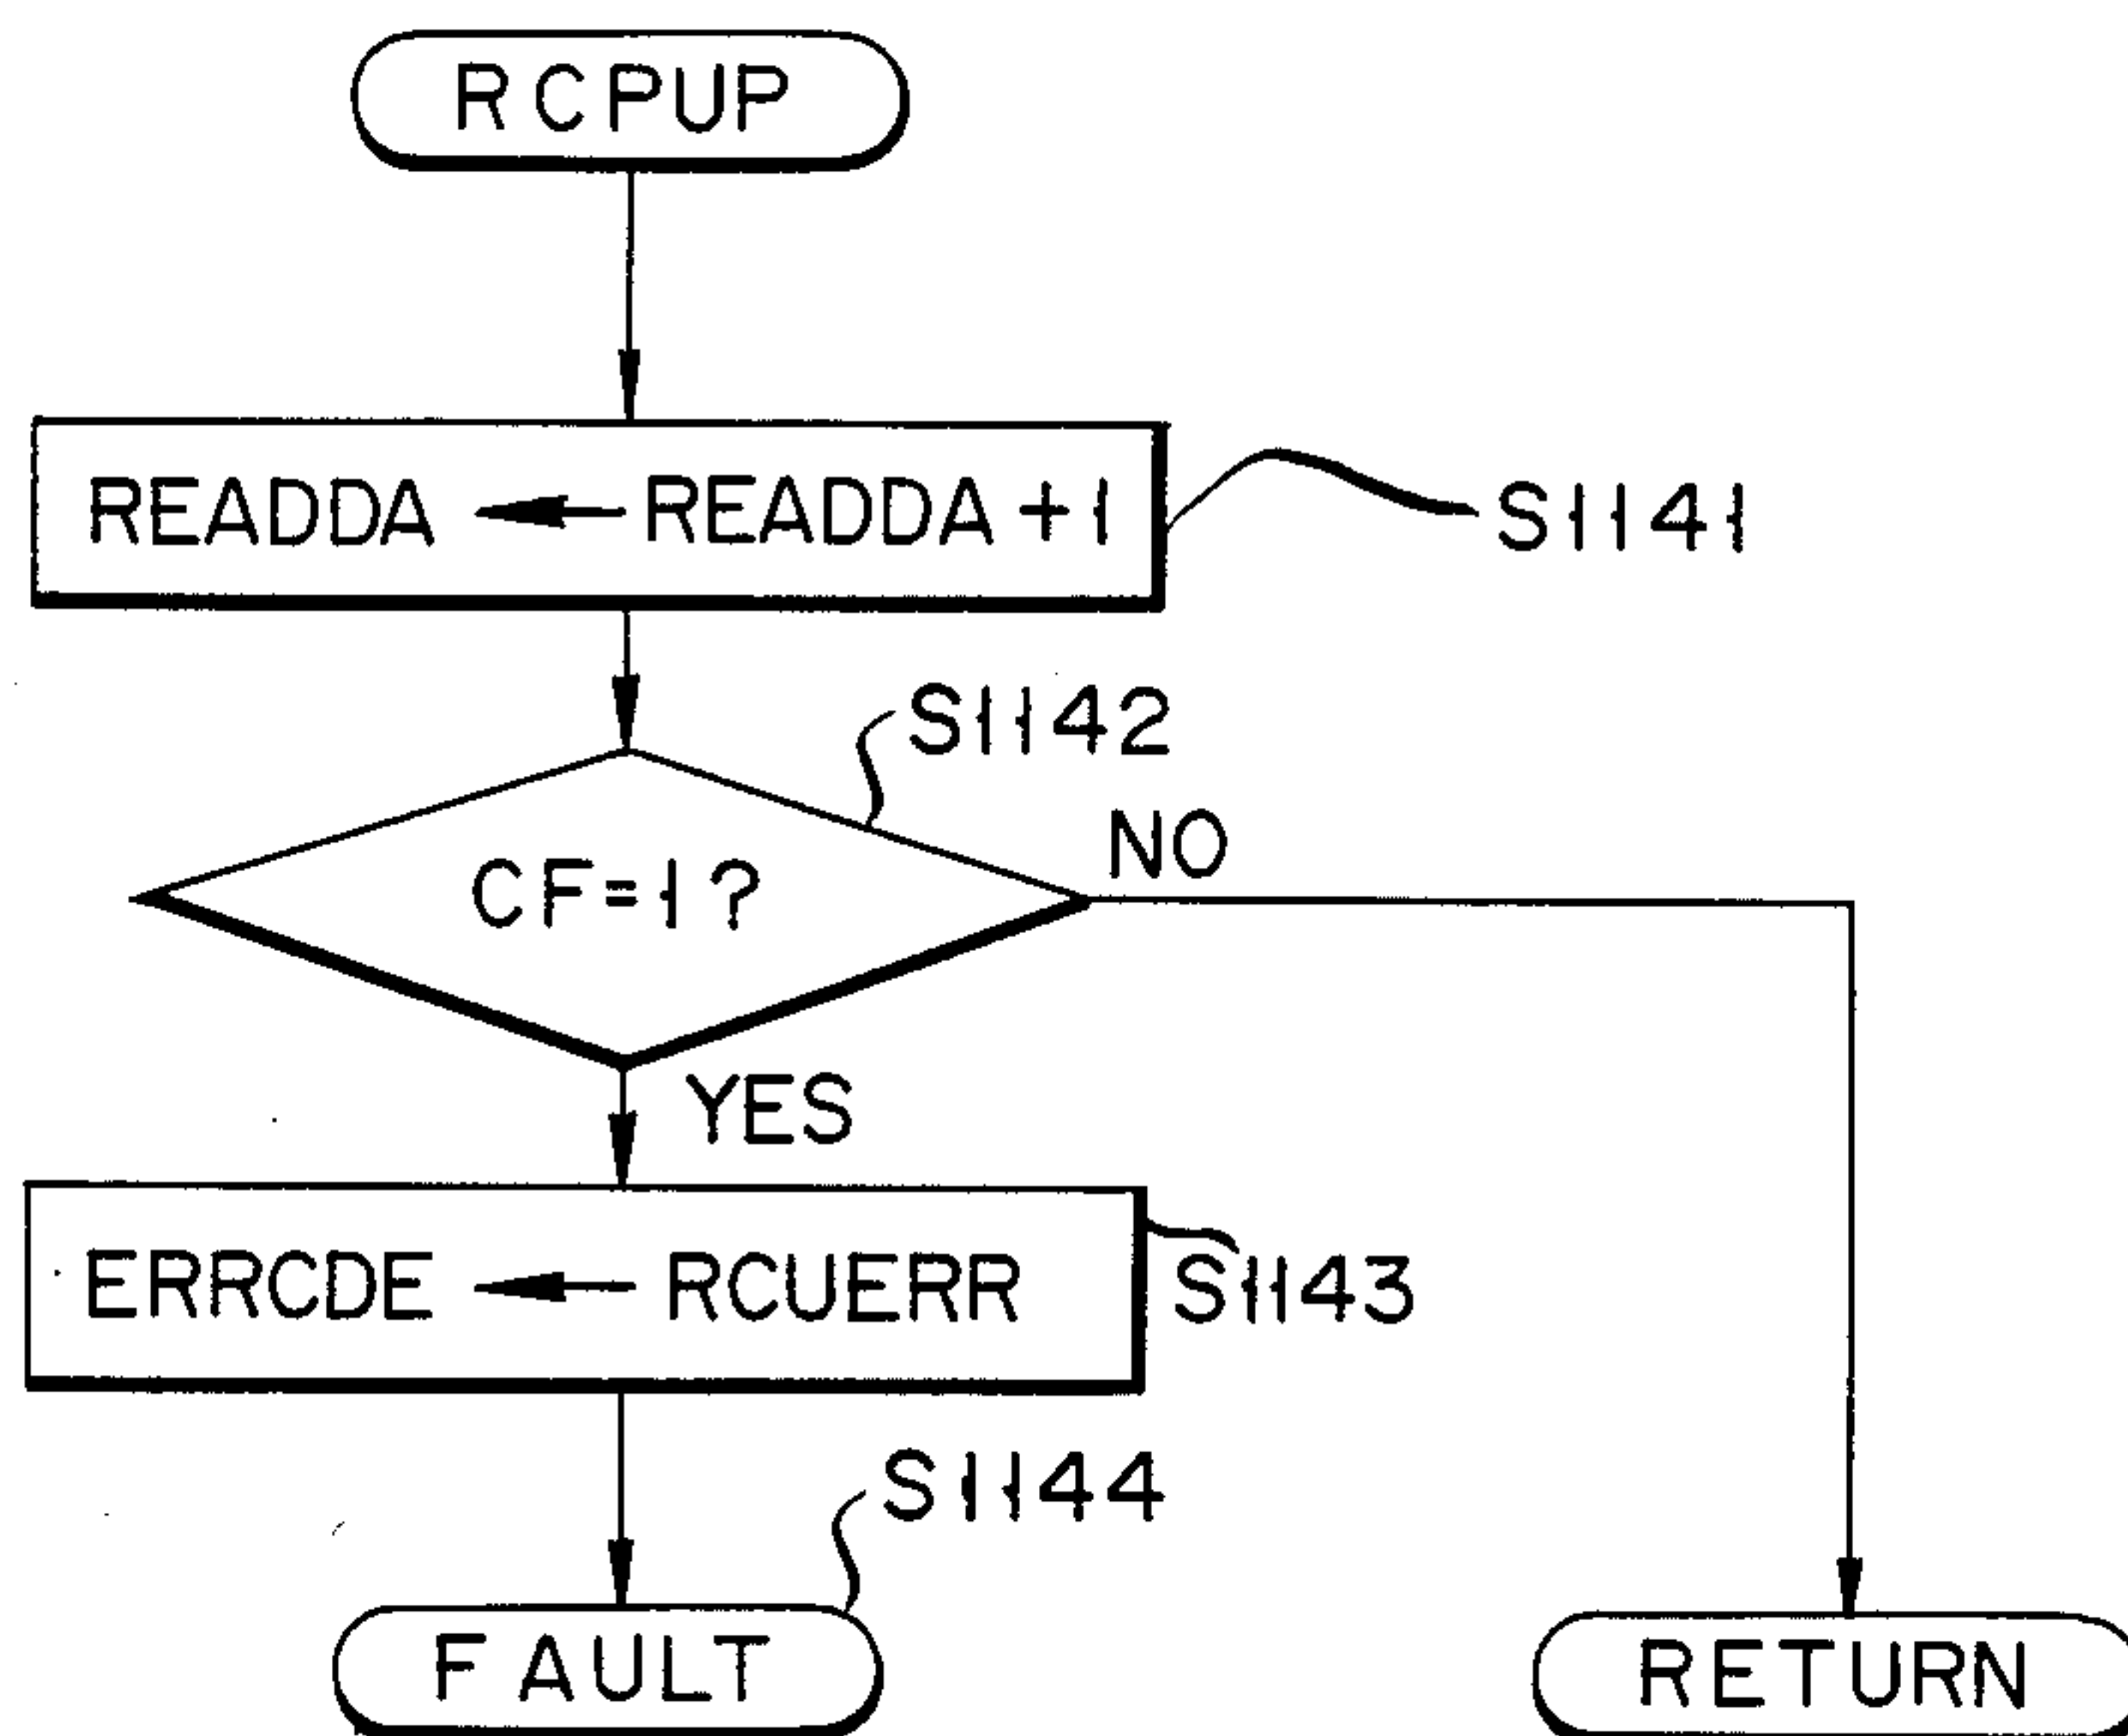 RCPUP
READDA ← READDA+1
S1141
S1142
CF=1?
NO
YES
ERRCDE ← RCUERR
S1143
S1144
FAULT
RETURN